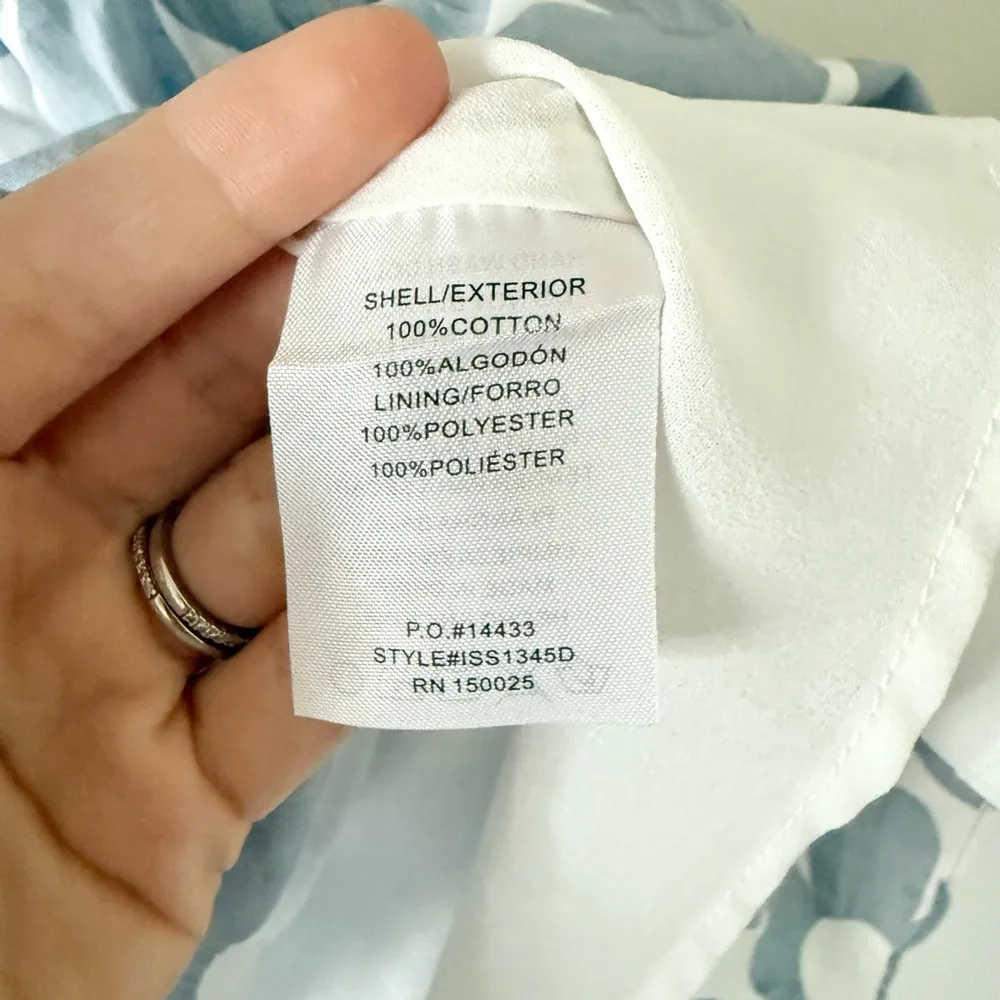 SHELL/EXTERIOR
100%COTTON
100%ALGODÓN
LINING/FORRO
100%POLYESTER
100%POLIÉSTER
P.O.#14433
STYLE#ISS1345D
RN 150025